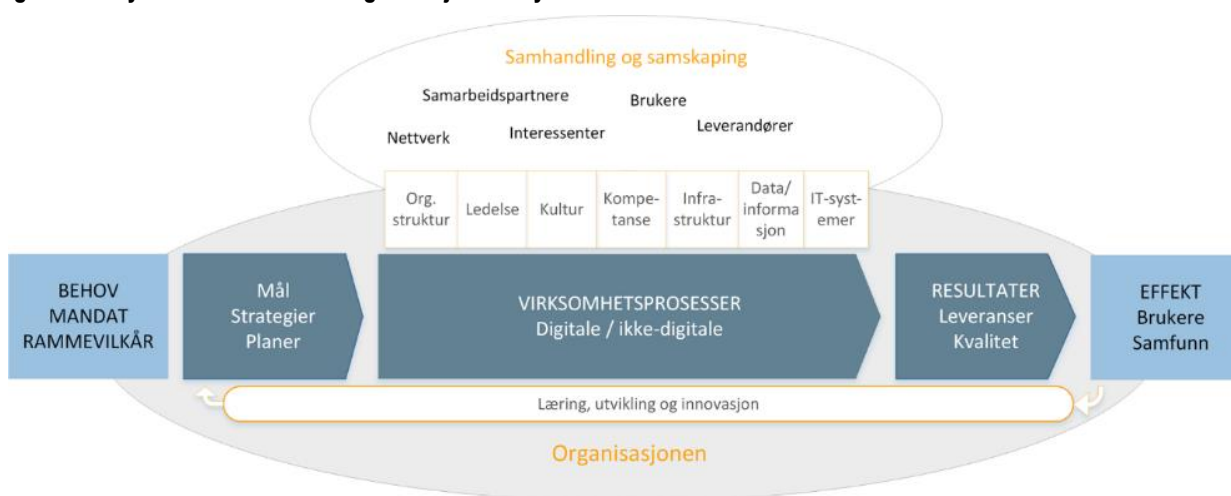 Samhandling og samskaping
Samarbeidspartnere
Brukere
Nettverk
Interessenter
Leverandører
Org.
struktur
Ledelse
Kultur
Kompe-
tanse
Infra-
struktur
Data/
informa
sjon
IT-syst-
emer
BEHOV
MANDAT
RAMMEVILKÅR
Mål
Strategier
Planer
VIRKSOMHETSPROSESSER
Digitale / ikke-digitale
RESULTATER
Leveranser
Kvalitet
EFFEKT
Brukere
Samfunn
Læring, utvikling og innovasjon
Organisasjonen